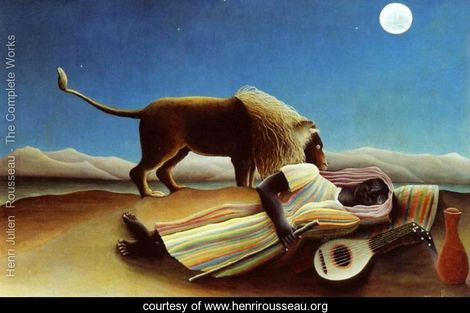 Henri Julien Rousseau - The Complete Works
courtesy of www.henrirousseau.org